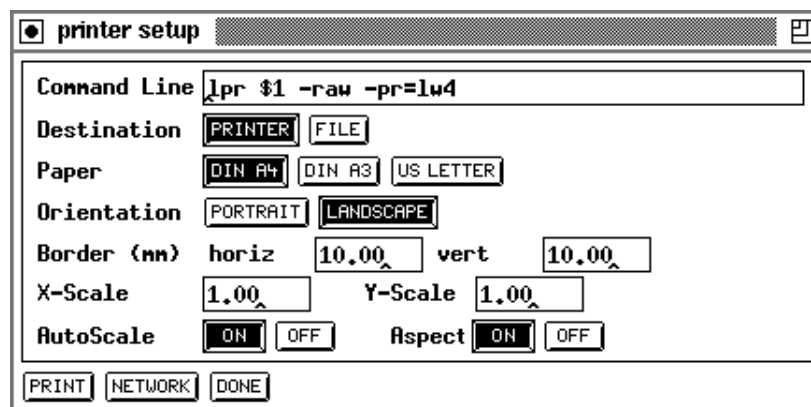 printer setup
Command Line lpr $1 -raw -pr=lw4
Destination PRINTER FILE
Paper DIN A4 DIN A3 US LETTER
Orientation PORTRAIT LANDSCAPE
Border (mm) horiz 10.00 vert 10.00
X-Scale 1.00 Y-Scale 1.00
AutoScale ON OFF Aspect ON OFF
PRINT NETWORK DONE